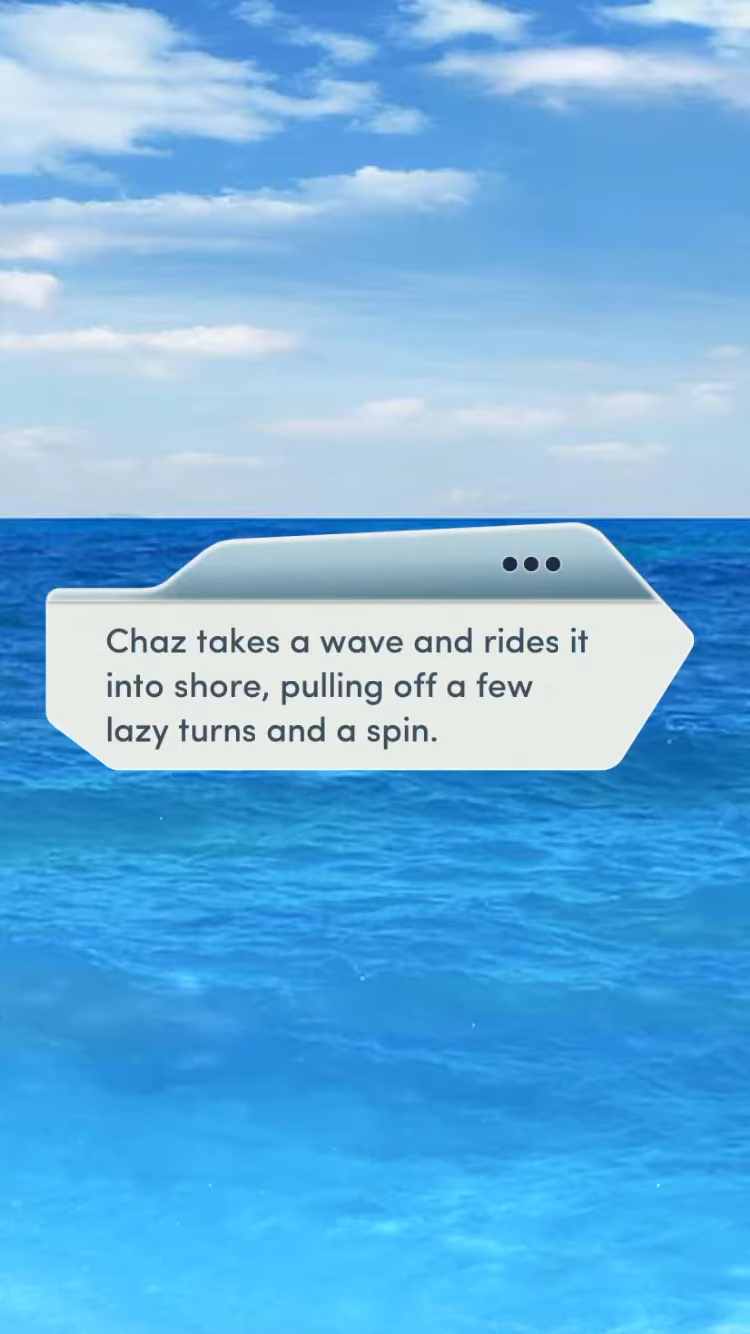 Chaz takes a wave and rides it
into shore, pulling off a few
lazy turns and a spin.